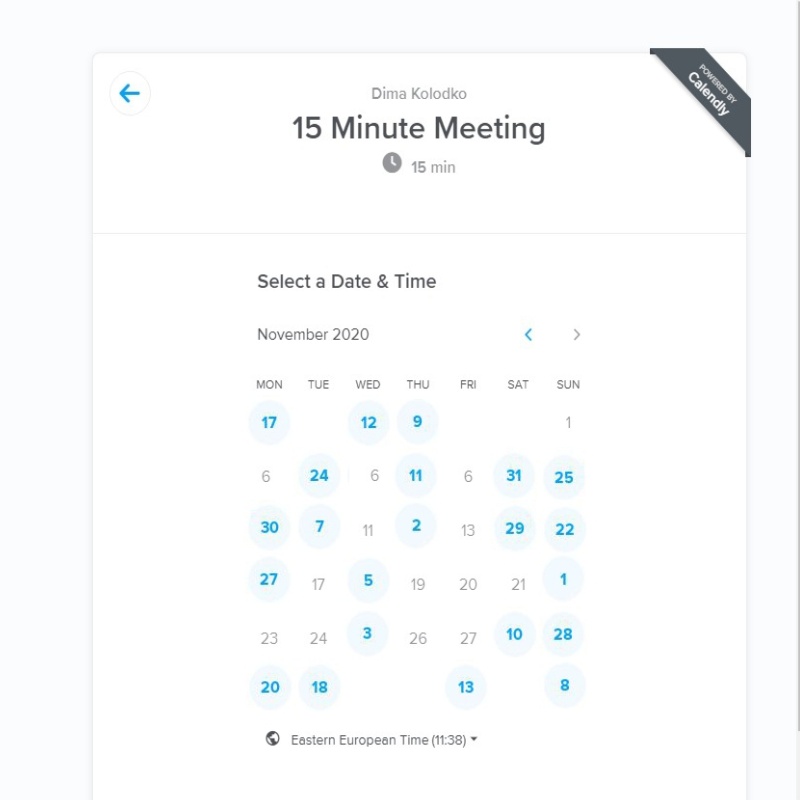 POWERED BY
Calendly
Dima Kolodko
15 Minute Meeting
15 min
Select a Date & Time
November 2020
MON TUE WED THU FRI SAT SUN
17 12 9 1
6 24 6 11 6 31 25
30 7 11 2 13 29 22
27 17 5 19 20 21 1
23 24 3 26 27 10 28
20 18 13 8
Eastern European Time (11:38)